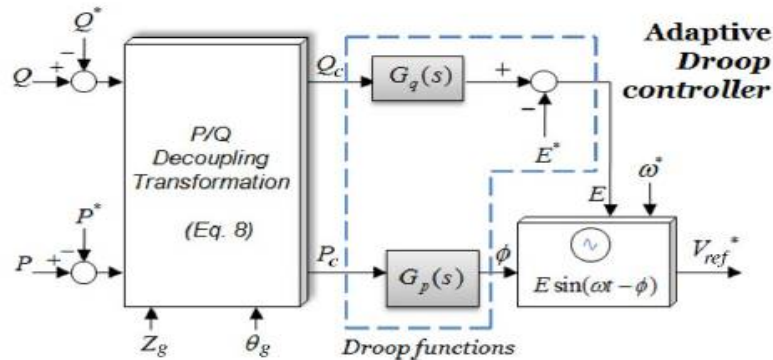 Q*
Q
+
−
P/Q
Decoupling
Transformation
(Eq. 8)
P*
P
+
−
Zg
θg
Qc
Gq(s)
+
−
E*
Adaptive
Droop
controller
ω*
E
Pc
Gp(s)
ϕ
E sin(ωt − ϕ)
Vref*
Droop functions